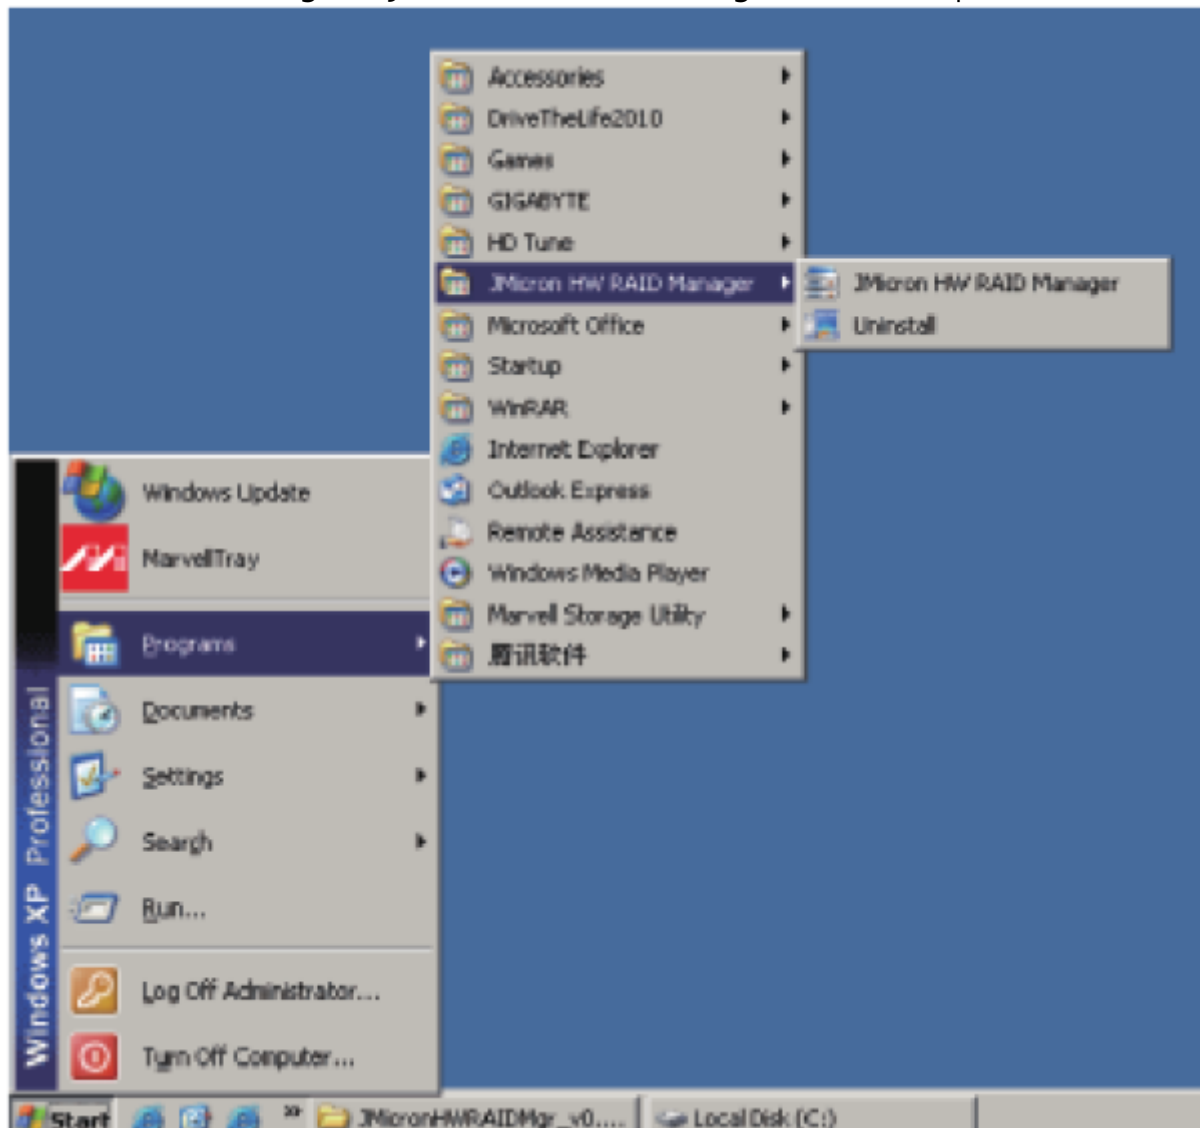 Accessories
DriveTheLife2010
Games
GIGABYTE
HD Tune
JMicron HW RAID Manager
Microsoft Office
Startup
WinRAR
Internet Explorer
Outlook Express
Remote Assistance
Windows Media Player
Marvell Storage Utility
腾讯软件
JMicron HW RAID Manager
Uninstall
Windows Update
MarvellTray
Programs
Documents
Settings
Search
Run...
Log Off Administrator...
Turn Off Computer...
Windows XP Professional
Start
JMicronHWRAIDMgr_v0....
Local Disk (C:)